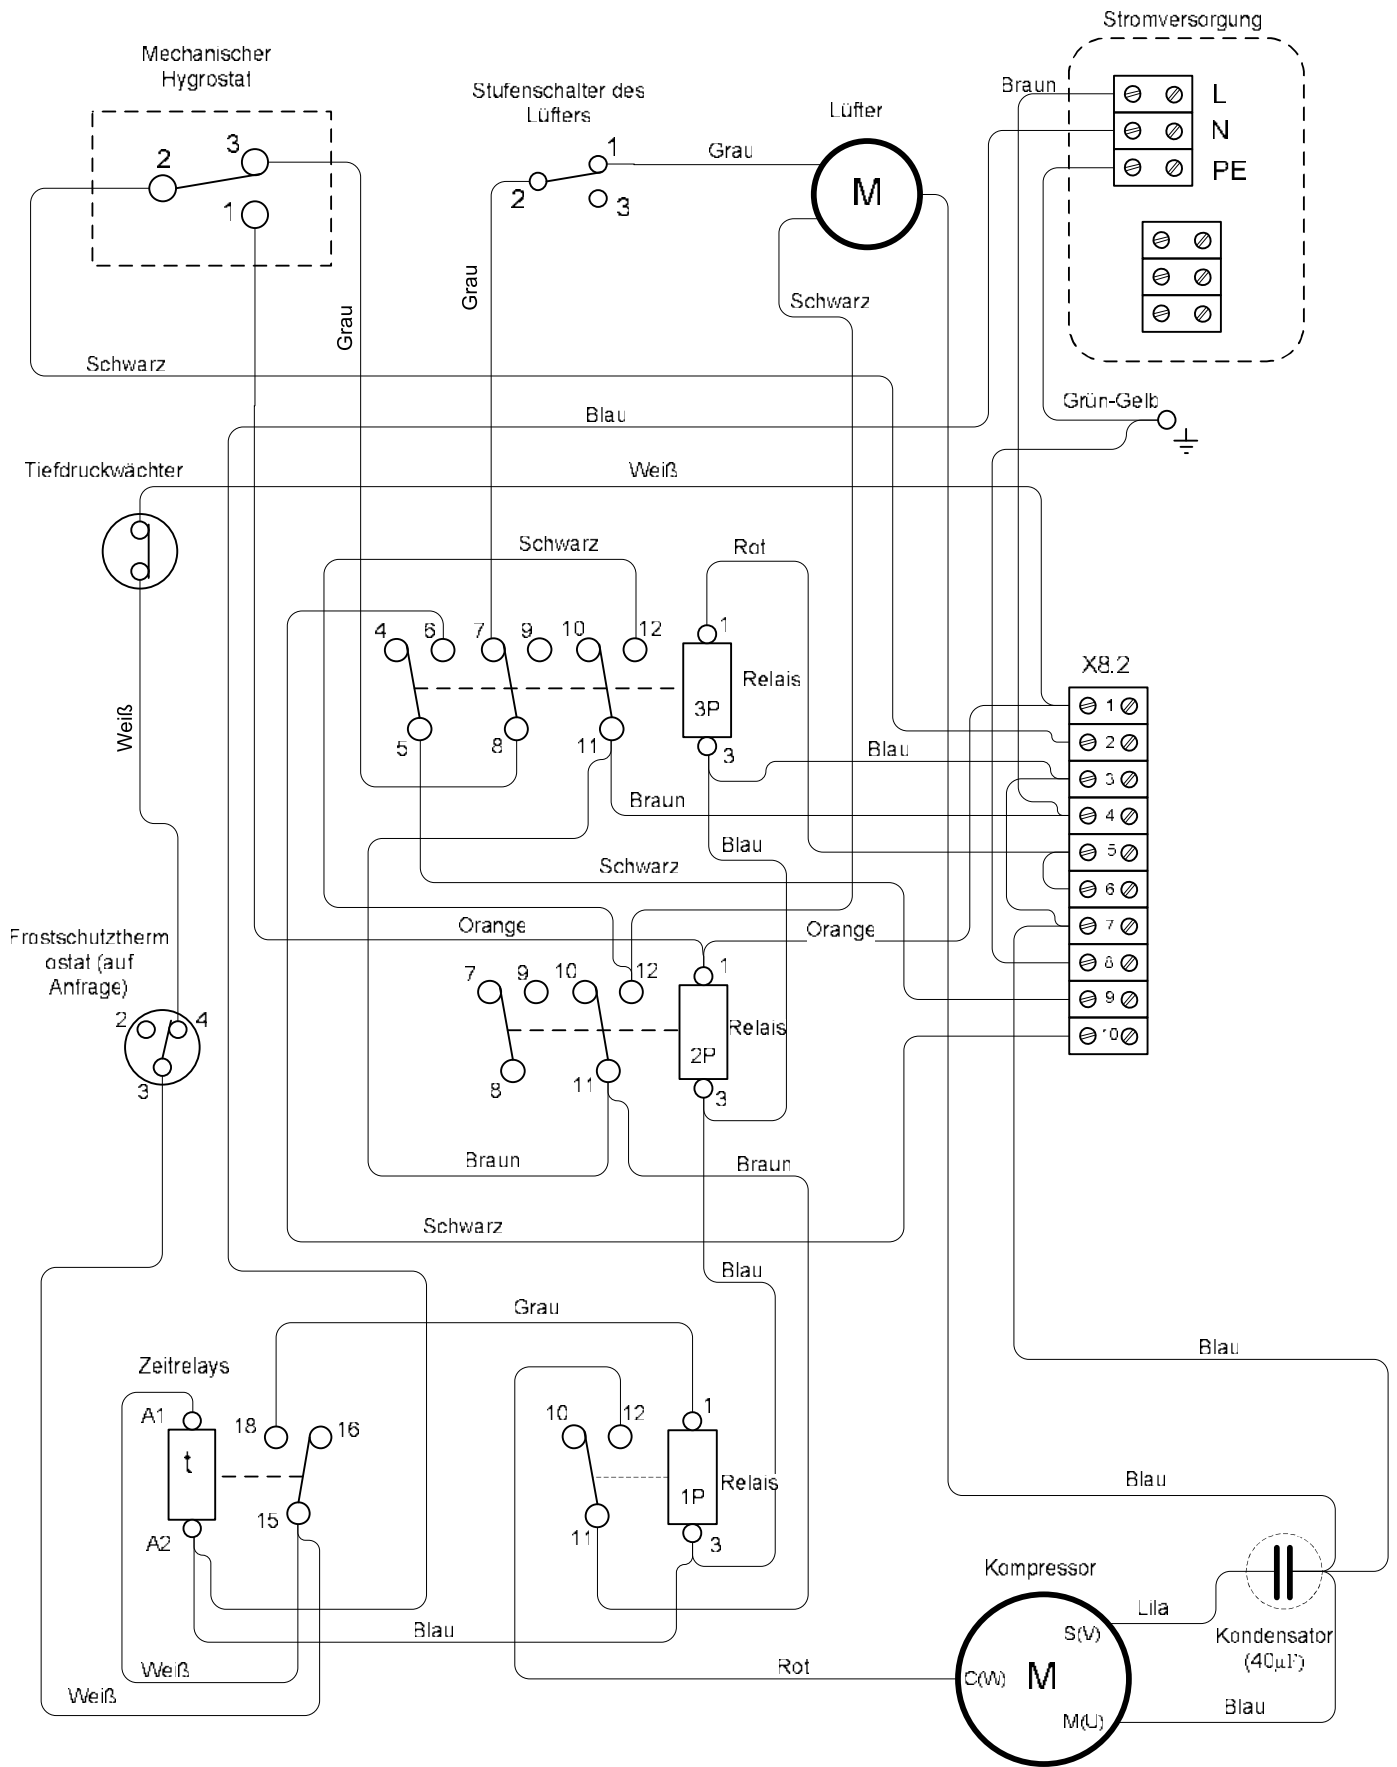 Stromversorgung
Mechanischer
Hygrostat
Stufenschalter des
Lüfters
Lüfter
Braun
L
N
PE
2
3
1
2
1
3
Grau
M
Grau
Grau
Schwarz
Schwarz
Grün-Gelb
Blau
Tiefdruckwächter
Weiß
Schwarz
Rot
4
6
7
9
10
12
1
Relais
3P
5
8
11
3
X8.2
1
2
3
4
5
6
7
8
9
10
Weiß
Blau
Braun
Blau
Schwarz
Orange
Orange
Frostschutztherm
ostat (auf
Anfrage)
2
4
3
7
9
10
12
1
Relais
2P
8
11
3
Braun
Braun
Schwarz
Blau
Grau
Blau
Zeitrelays
A1
t
A2
18
16
15
10
12
1
11
1P
Relais
3
Blau
Kompressor
Lila
S(V)
C(W)
M
M(U)
Kondensator
(40µF)
Blau
Blau
Weiß
Weiß
Rot